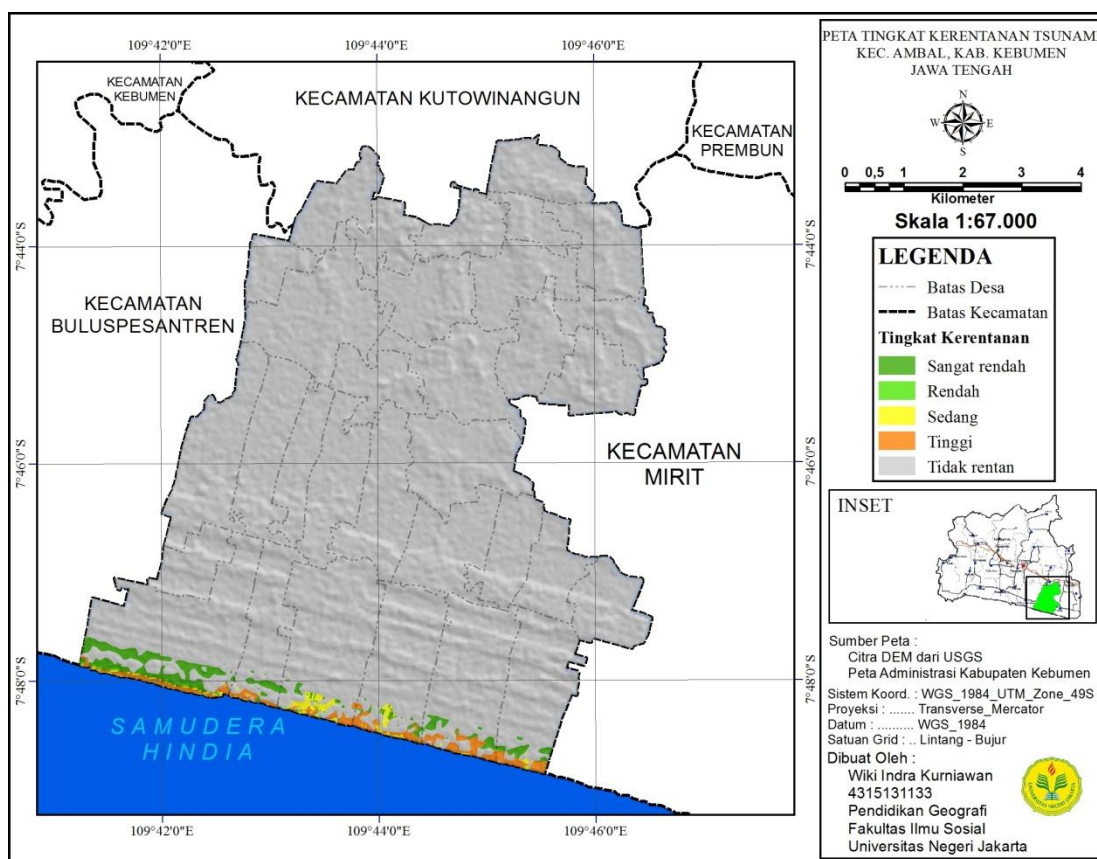 109°42'0"E
109°44'0"E
109°46'0"E
KECAMATAN
KEBUMEN
KECAMATAN KUTOWINANGUN
KECAMATAN
PREMBUN
7°44'0"S
7°44'0"S
KECAMATAN
BULUSPESANTREN
KECAMATAN
MIRIT
7°46'0"S
7°46'0"S
7°48'0"S
7°48'0"S
SAMUDERA
HINDIA
109°42'0"E
109°44'0"E
109°46'0"E
PETA TINGKAT KERENTANAN TSUNAMI
KEC. AMBAL, KAB. KEBUMEN
JAWA TENGAH
N
W
E
S
0 0,5 1 2 3 4
Kilometer
Skala 1:67.000
LEGENDA
Batas Desa
Batas Kecamatan
Tingkat Kerentanan
Sangat rendah
Rendah
Sedang
Tinggi
Tidak rentan
INSET
Sumber Peta :
Citra DEM dari USGS
Peta Administrasi Kabupaten Kebumen
Sistem Koord. : WGS_1984_UTM_Zone_49S
Proyeksi : ....... Transverse_Mercator
Datum : .......... WGS_1984
Satuan Grid : .. Lintang - Bujur
Dibuat Oleh :
Wiki Indra Kurniawan
4315131133
Pendidikan Geografi
Fakultas Ilmu Sosial
Universitas Negeri Jakarta